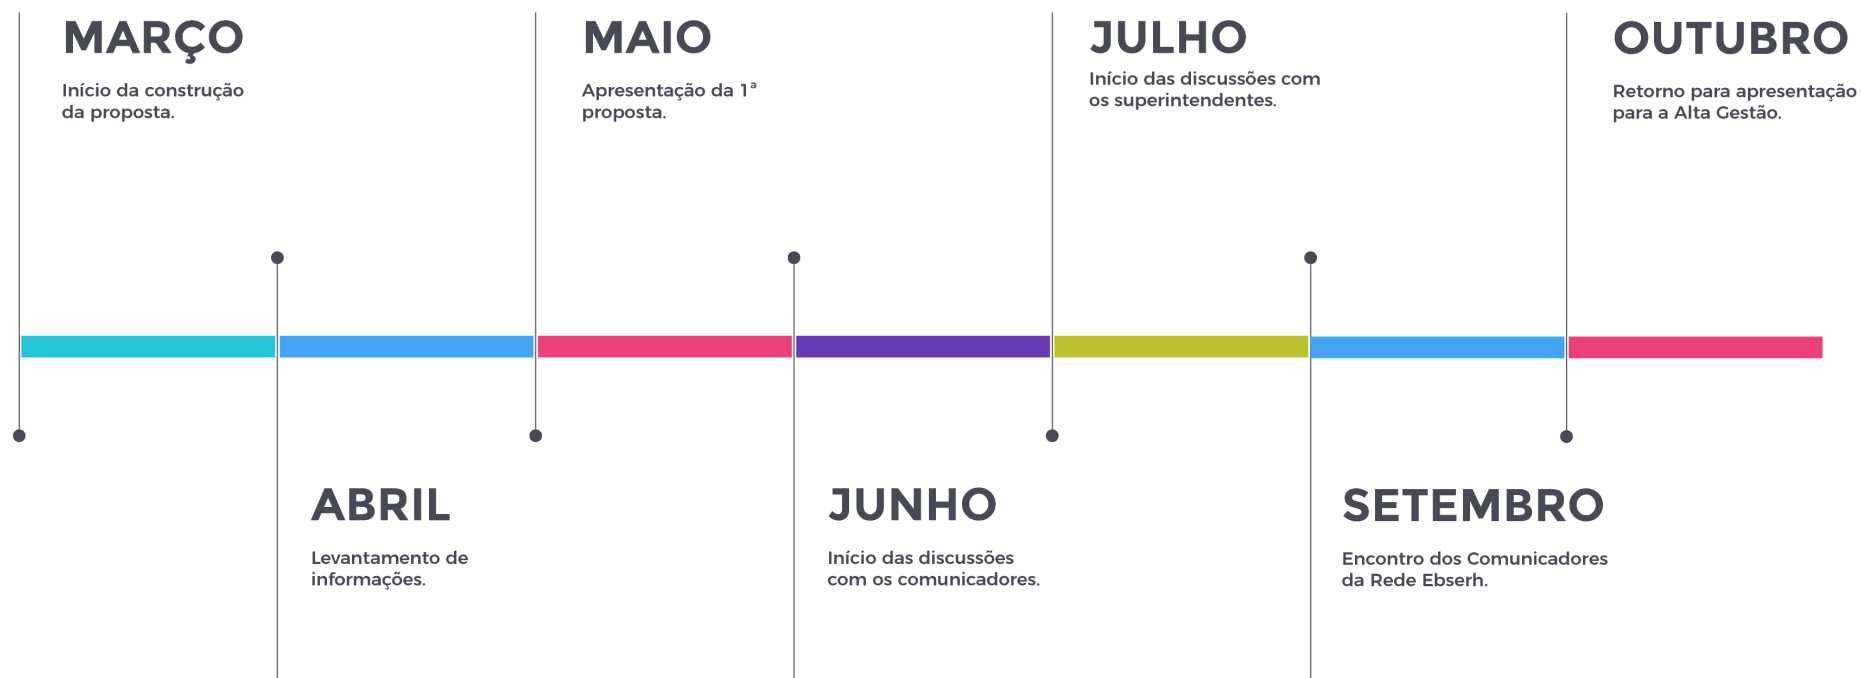 MARÇO
Início da construção
da proposta.
MAIO
Apresentação da 1ª
proposta.
JULHO
Início das discussões com
os superintendentes.
OUTUBRO
Retorno para apresentação
para a Alta Gestão.
ABRIL
Levantamento de
informações.
JUNHO
Início das discussões
com os comunicadores.
SETEMBRO
Encontro dos Comunicadores
da Rede Ebserh.